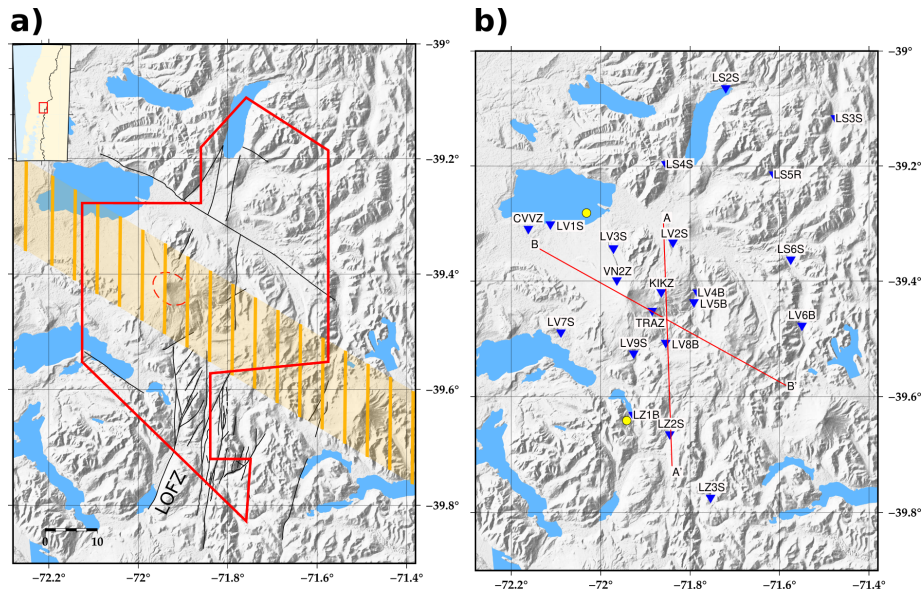 a)
b)
−39°
−39.2
−39.4
−39.6
−39.8
LOFZ
0 10
−72.2 −72 −71.8 −71.6 −71.4
−39°
LS2S
LS3S
−39.2
LS4S
LS5R
A
CVVZ
LV1S
B
LV3S
LV2S
LS6S
VN2Z
KIKZ
−39.4
LV4B
LV5B
TRAZ
LV7S
LV6B
LV9S
LV8B
B'
−39.6
LZ1B
LZ2S
A
LZ3S
−39.8
−72.2 −72 −71.8 −71.6 −71.4°